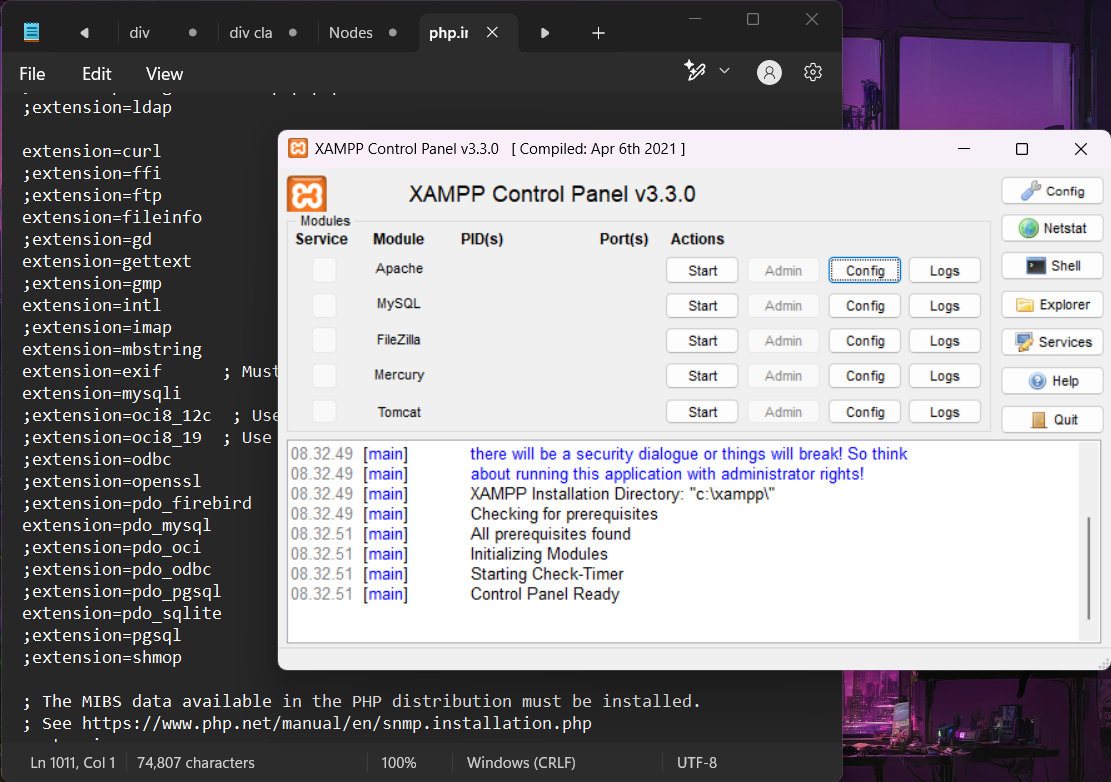 div
div cla
Nodes
php.ir
File
Edit
View
;extension=ldap
extension=curl
;extension=ffi
;extension=ftp
extension=fileinfo
;extension=gd
extension=gettext
;extension=gmp
extension=intl
;extension=imap
extension=mbstring
extension=exif ; Must
extension=mysqli
;extension=oci8_12c ; Use
;extension=oci8_19 ; Use
;extension=odbc
;extension=openssl
;extension=pdo_firebird
extension=pdo_mysql
;extension=pdo_oci
;extension=pdo_odbc
;extension=pdo_pgsql
extension=pdo_sqlite
;extension=pgsql
;extension=shmop
; The MIBS data available in the PHP distribution must be installed.
; See https://www.php.net/manual/en/snmp.installation.php
Ln 1011, Col 1
74,807 characters
100%
Windows (CRLF)
UTF-8
XAMPP Control Panel v3.3.0 [ Compiled: Apr 6th 2021 ]
XAMPP Control Panel v3.3.0
Modules
Service Module PID(s) Port(s) Actions
Apache Start Admin Config Logs
MySQL Start Admin Config Logs
FileZilla Start Admin Config Logs
Mercury Start Admin Config Logs
Tomcat Start Admin Config Logs
Config
Netstat
Shell
Explorer
Services
Help
Quit
08.32.49 [main] there will be a security dialogue or things will break! So think
08.32.49 [main] about running this application with administrator rights!
08.32.49 [main] XAMPP Installation Directory: "c:\xampp\"
08.32.49 [main] Checking for prerequisites
08.32.51 [main] All prerequisites found
08.32.51 [main] Initializing Modules
08.32.51 [main] Starting Check-Timer
08.32.51 [main] Control Panel Ready